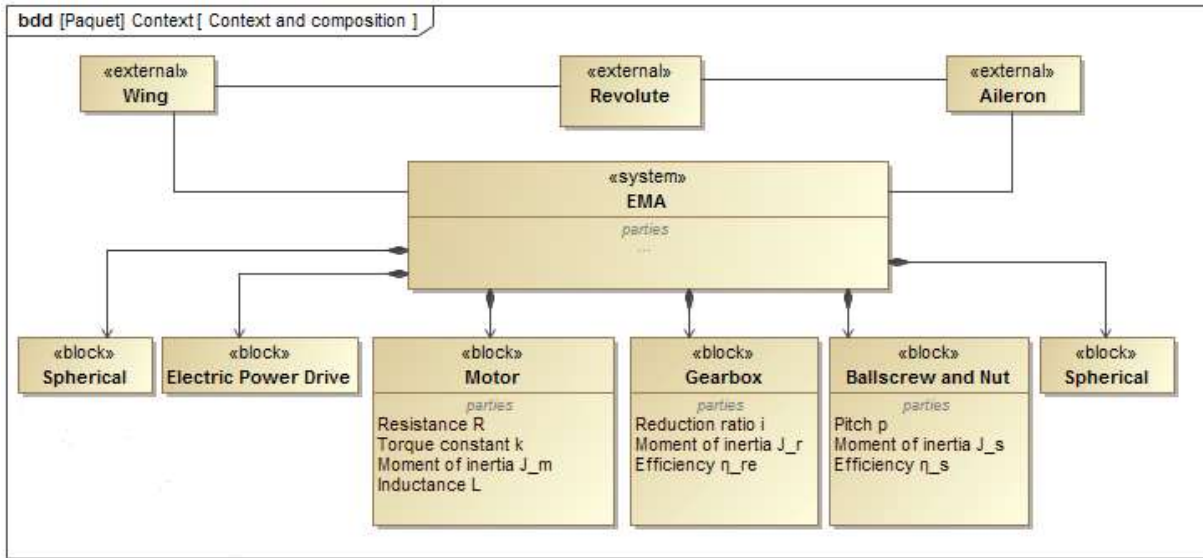 bdd [Paquet] Context [ Context and composition ]
«external»
Wing
«external»
Revolute
«external»
Aileron
«system»
EMA
parties
...
«block»
Spherical
«block»
Electric Power Drive
«block»
Motor
parties
Resistance R
Torque constant k
Moment of inertia J_m
Inductance L
«block»
Gearbox
parties
Reduction ratio i
Moment of inertia J_r
Efficiency η_re
«block»
Ballscrew and Nut
parties
Pitch p
Moment of inertia J_s
Efficiency η_s
«block»
Spherical